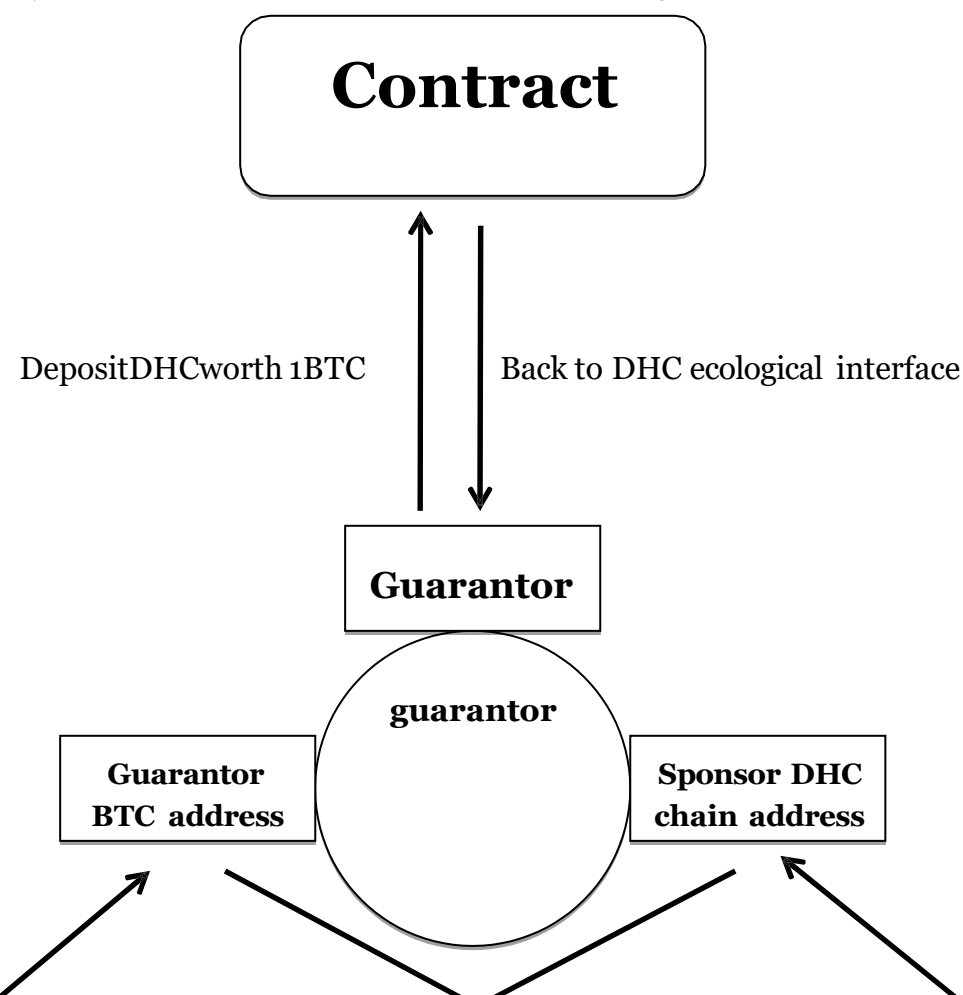 Contract
DepositDHCworth 1BTC
Back to DHC ecological interface
Guarantor
guarantor
Guarantor
BTC address
Sponsor DHC
chain address